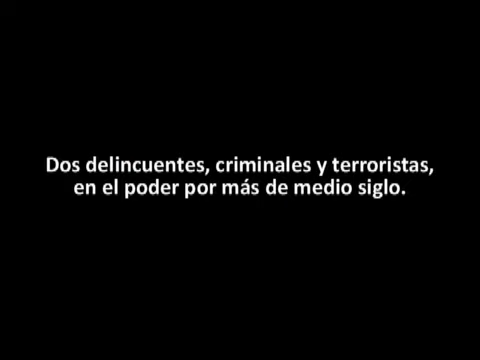 Dos delincuentes, criminales y terroristas,
en el poder por más de medio siglo.